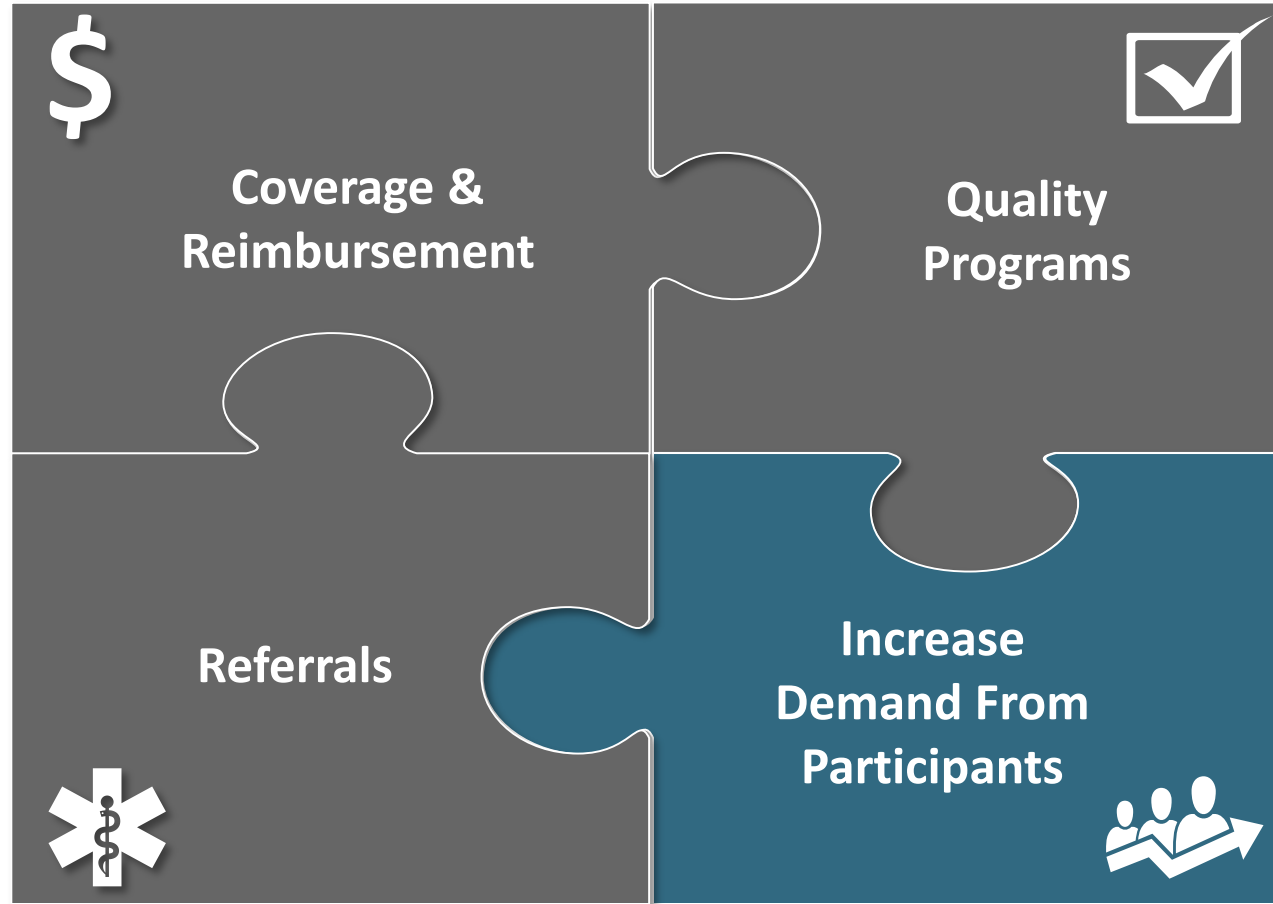 $
Coverage &
Reimbursement
Quality
Programs
Referrals
Increase
Demand From
Participants